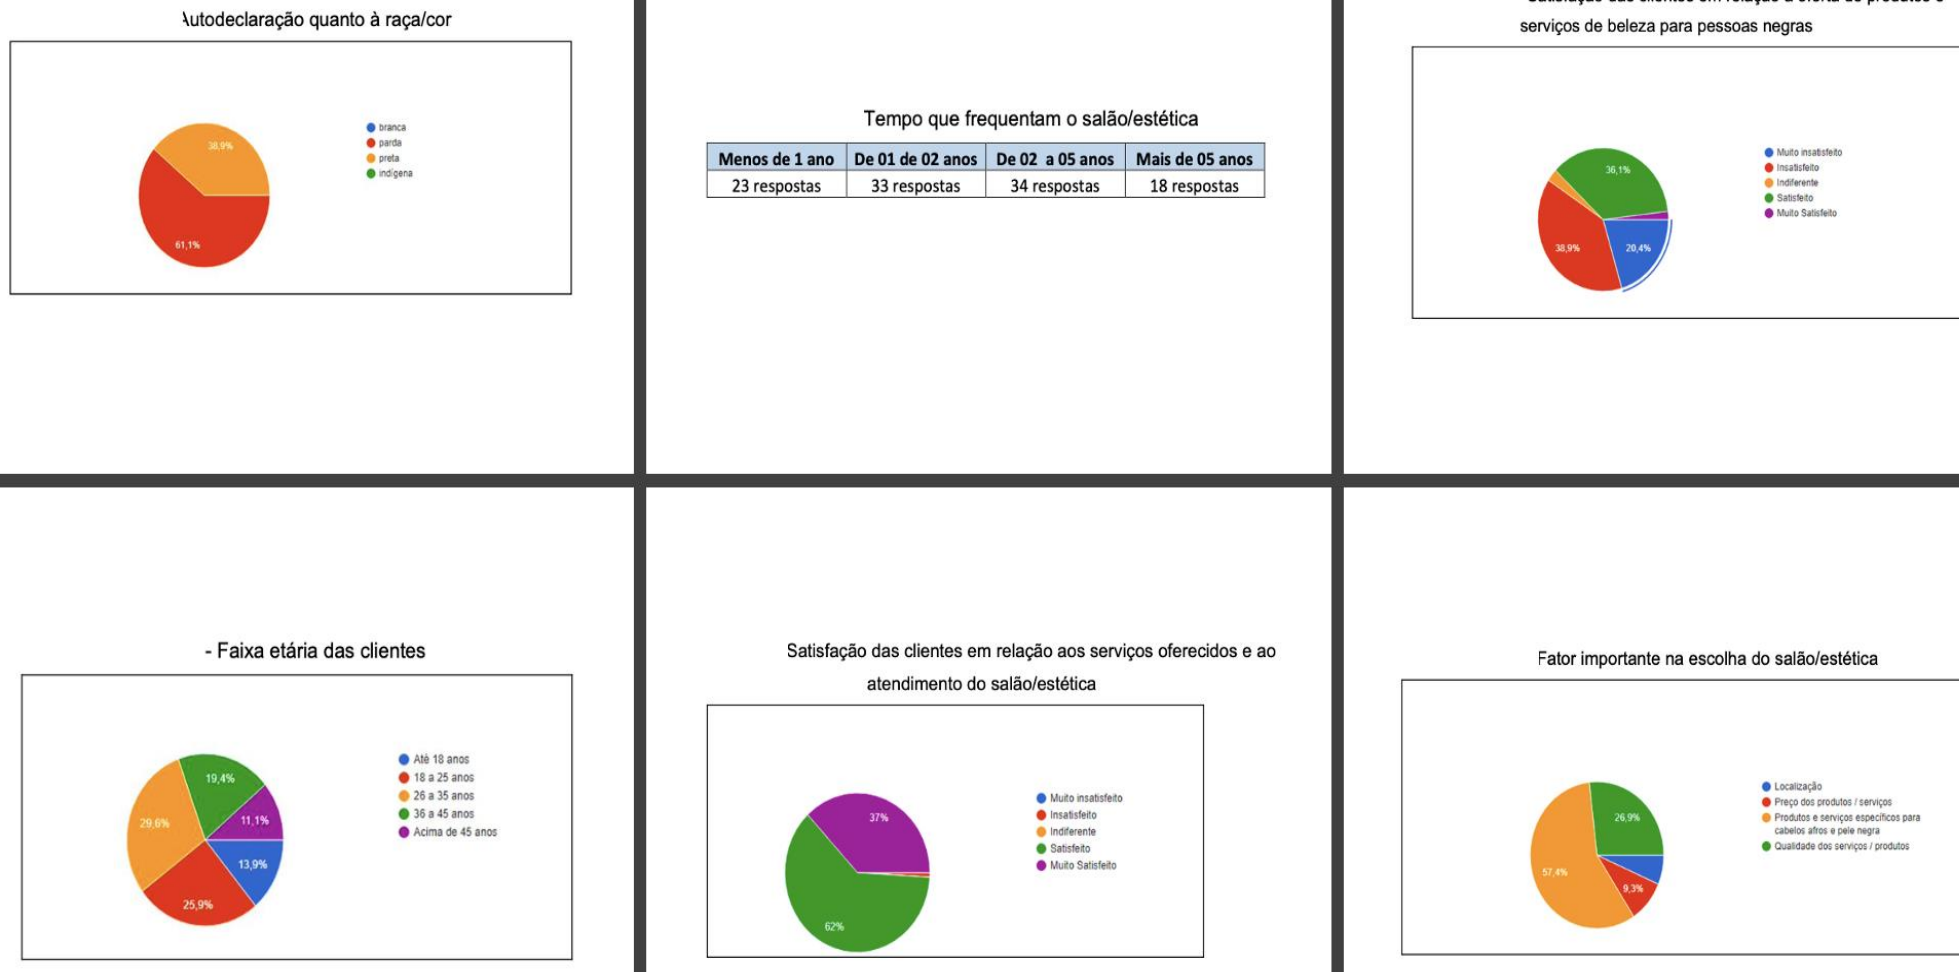 Autodeclaração quanto à raça/cor
38,9%
61,1%
branca
parda
preta
indígena
Tempo que frequentam o salão/estética
Menos de 1 ano De 01 de 02 anos De 02 a 05 anos Mais de 05 anos
23 respostas 33 respostas 34 respostas 18 respostas
serviços de beleza para pessoas negras
36,1%
38,9%
20,4%
Muito insatisfeito
Insatisfeito
Indiferente
Satisfeito
Muito Satisfeito
- Faixa etária das clientes
19,4%
29,6%
11,1%
13,9%
25,9%
Até 18 anos
18 a 25 anos
26 a 35 anos
36 a 45 anos
Acima de 45 anos
Satisfação das clientes em relação aos serviços oferecidos e ao
atendimento do salão/estética
37%
62%
Muito insatisfeito
Insatisfeito
Indiferente
Satisfeito
Muito Satisfeito
Fator importante na escolha do salão/estética
26,9%
57,4%
9,3%
Localização
Preço dos produtos / serviços
Produtos e serviços específicos para
cabelos afros e pele negra
Qualidade dos serviços / produtos